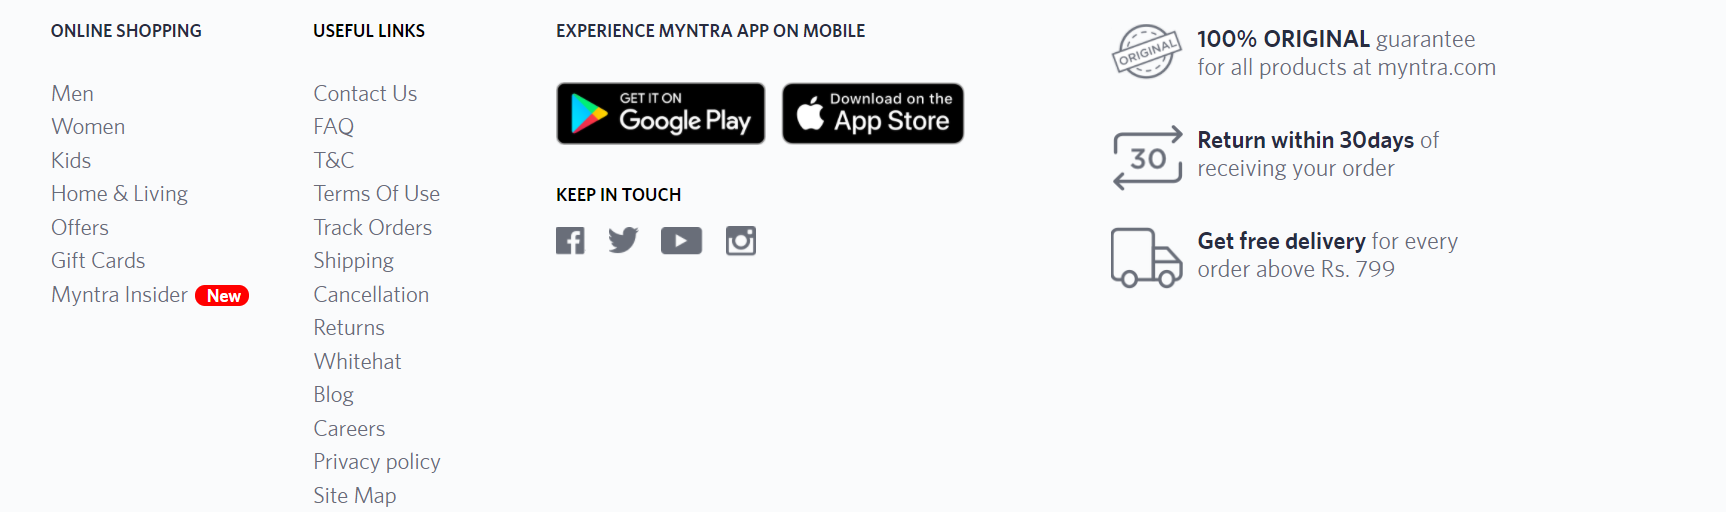 ONLINE SHOPPING
Men
Women
Kids
Home & Living
Offers
Gift Cards
Myntra Insider New
USEFUL LINKS
Contact Us
FAQ
T&C
Terms Of Use
Track Orders
Shipping
Cancellation
Returns
Whitehat
Blog
Careers
Privacy policy
Site Map
EXPERIENCE MYNTRA APP ON MOBILE
GET IT ON
Google Play
Download on the
App Store
KEEP IN TOUCH
ORIGINAL
100% ORIGINAL guarantee
for all products at myntra.com
30
Return within 30days of
receiving your order
Get free delivery for every
order above Rs. 799